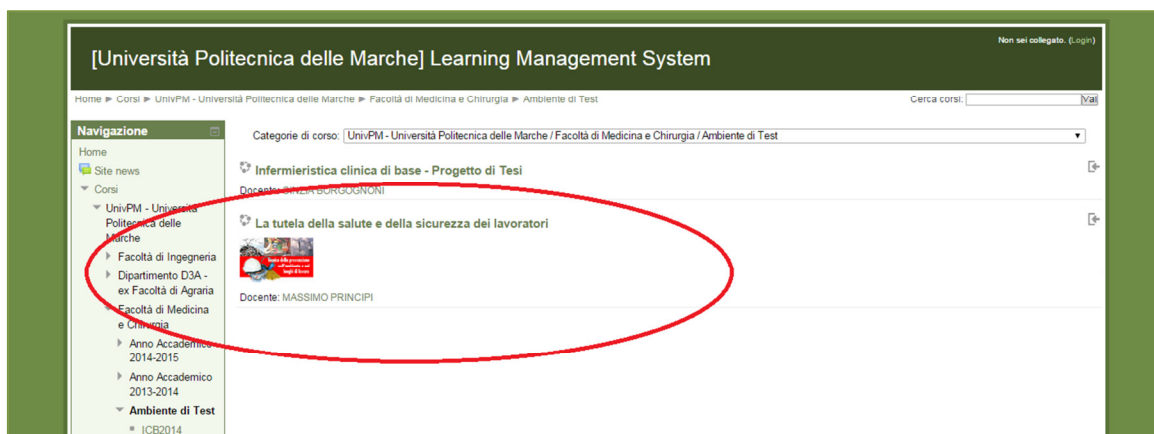 Non sei collegato. (Login)
[Università Politecnica delle Marche] Learning Management System
Home ► Corsi ► UnivPM - Università Politecnica delle Marche ► Facoltà di Medicina e Chirurgia ► Ambiente di Test
Cerca corsi: Vai
Navigazione
Home
Site news
Corsi
UnivPM - Università
Politecnica delle
Marche
Facoltà di Ingegneria
Dipartimento D3A -
ex Facoltà di Agraria
Facoltà di Medicina
e Chirurgia
Anno Accademico
2014-2015
Anno Accademico
2013-2014
Ambiente di Test
ICB2014
Categorie di corso: UnivPM - Università Politecnica delle Marche / Facoltà di Medicina e Chirurgia / Ambiente di Test
Infermieristica clinica di base - Progetto di Tesi
Docente: CINZIA BORGOGNONI
La tutela della salute e della sicurezza dei lavoratori
Docente: MASSIMO PRINCIPI